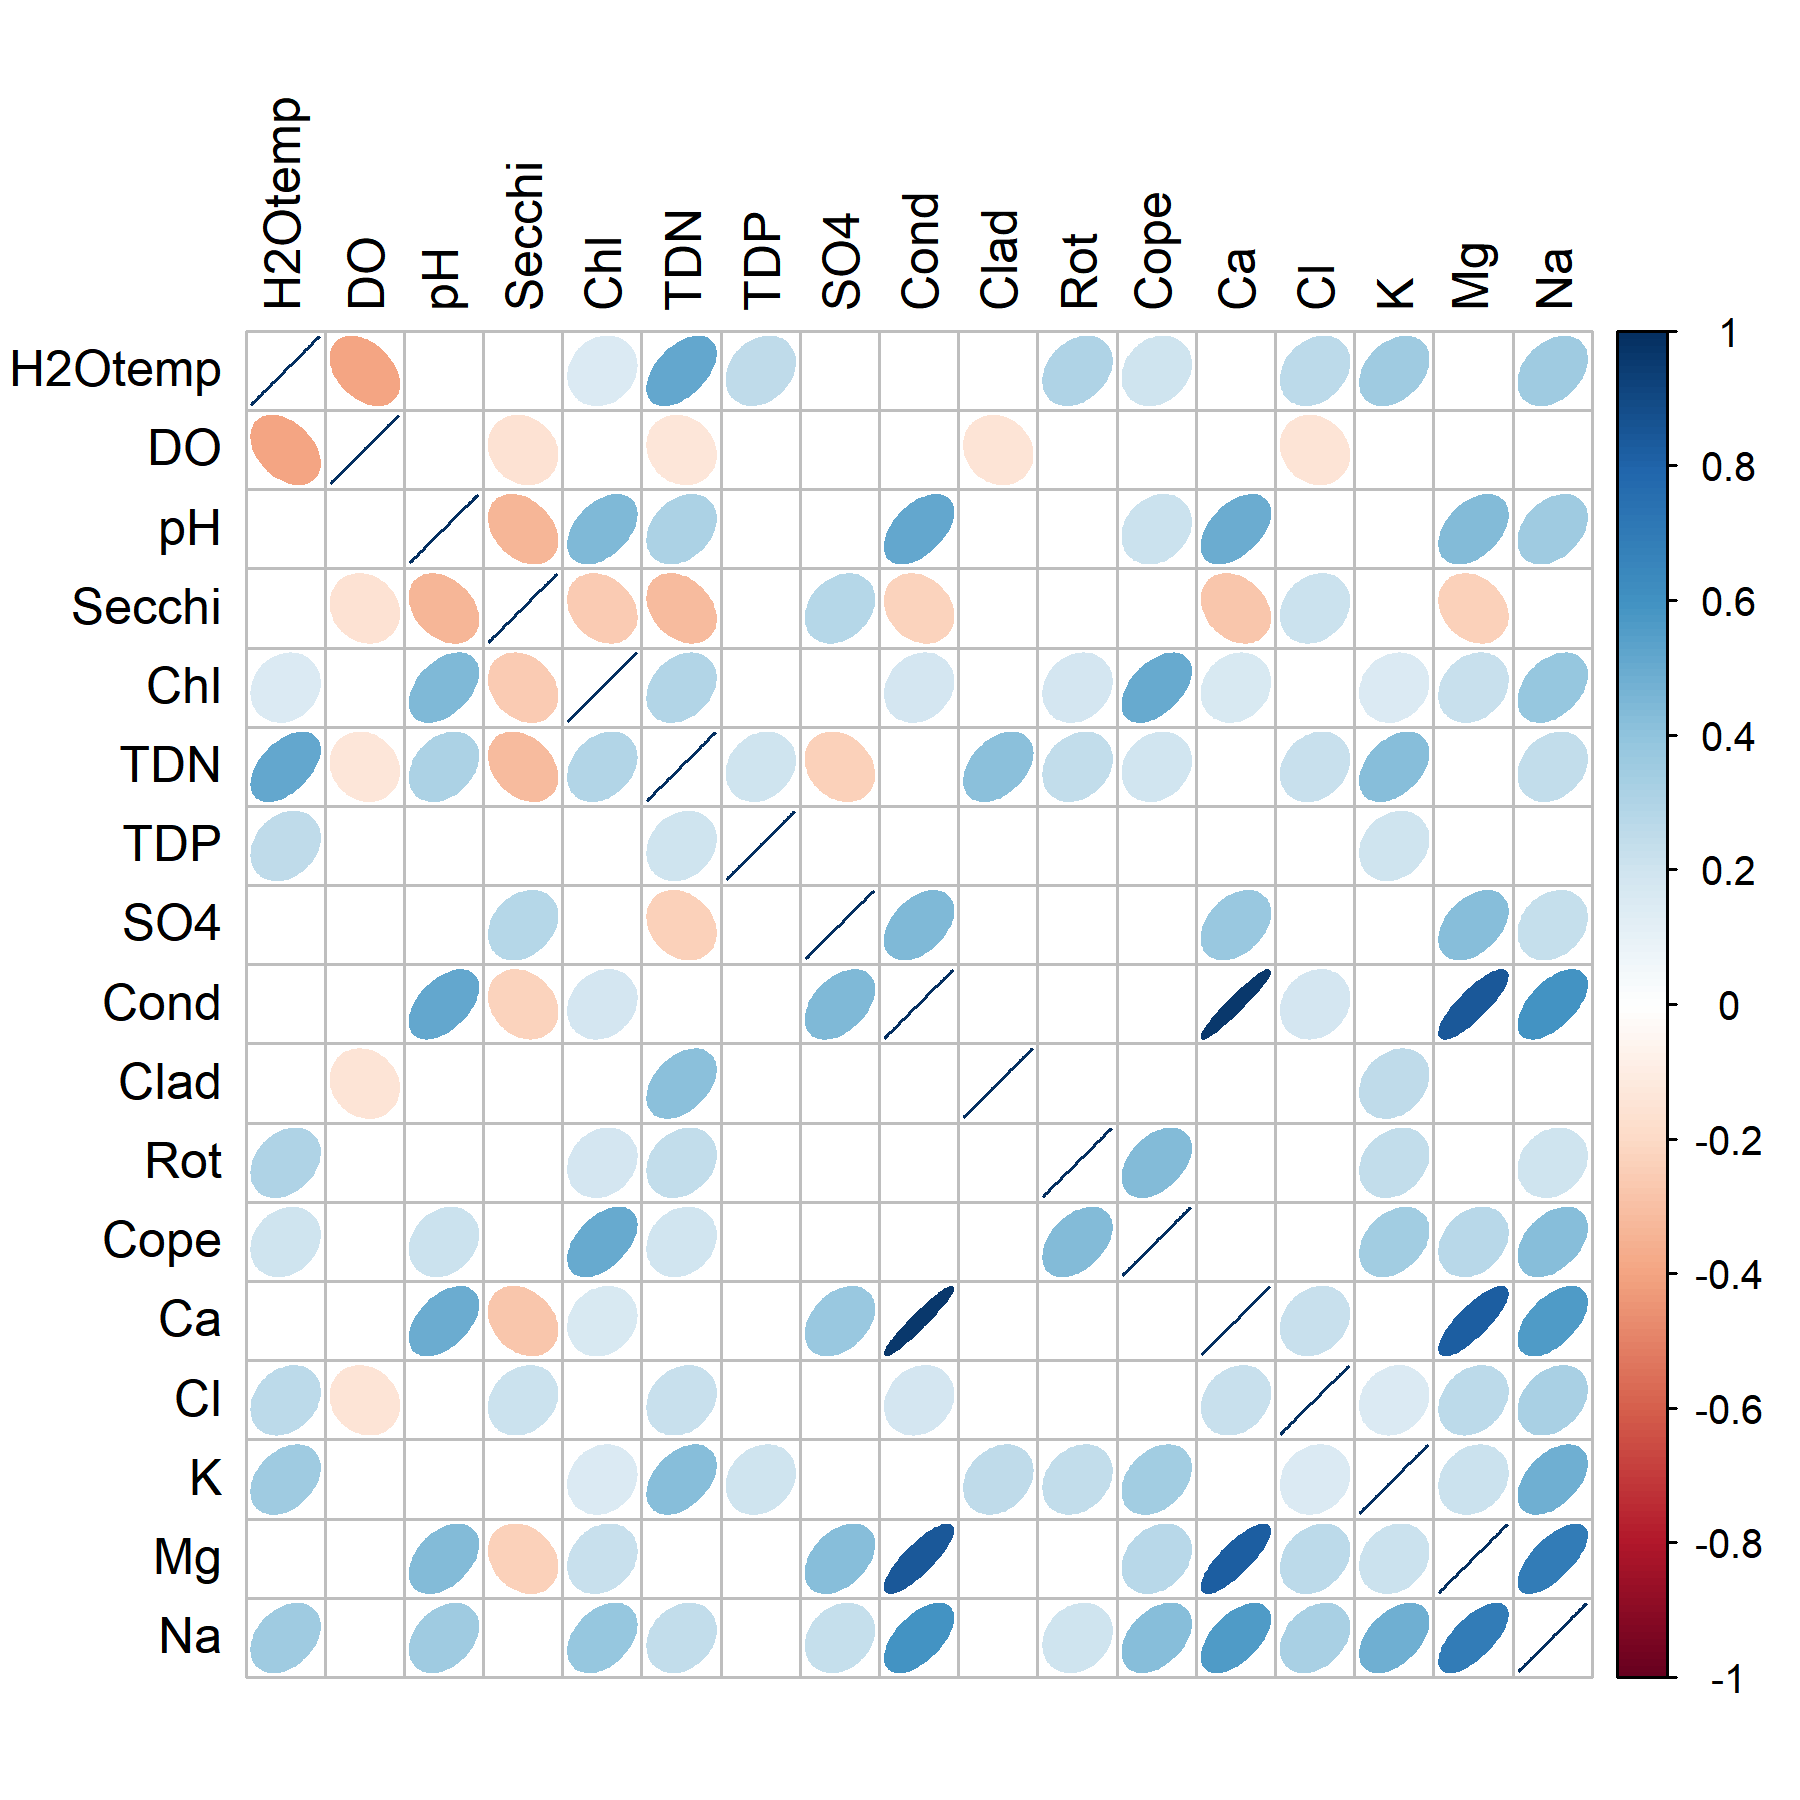 H2Otemp DO pH Secchi Chl TDN TDP SO4 Cond Clad Rot Cope Ca Cl K Mg Na
H2Otemp
DO
pH
Secchi
Chl
TDN
TDP
SO4
Cond
Clad
Rot
Cope
Ca
Cl
K
Mg
Na
1
0.8
0.6
0.4
0.2
0
-0.2
-0.4
-0.6
-0.8
-1